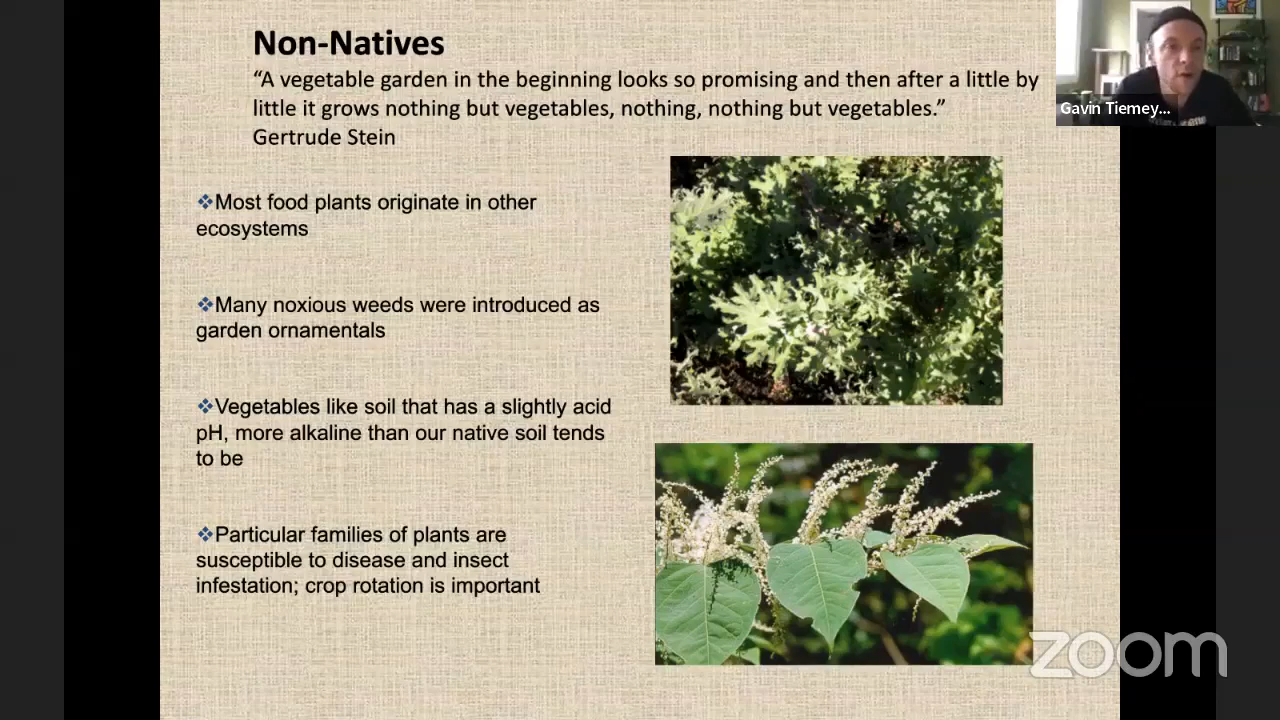 Non-Natives
“A vegetable garden in the beginning looks so promising and then after a little by
little it grows nothing but vegetables, nothing, nothing but vegetables.”
Gertrude Stein
❖Most food plants originate in other
ecosystems
❖Many noxious weeds were introduced as
garden ornamentals
❖Vegetables like soil that has a slightly acid
pH, more alkaline than our native soil tends
to be
❖Particular families of plants are
susceptible to disease and insect
infestation; crop rotation is important
Gavin Tierney...
zoom